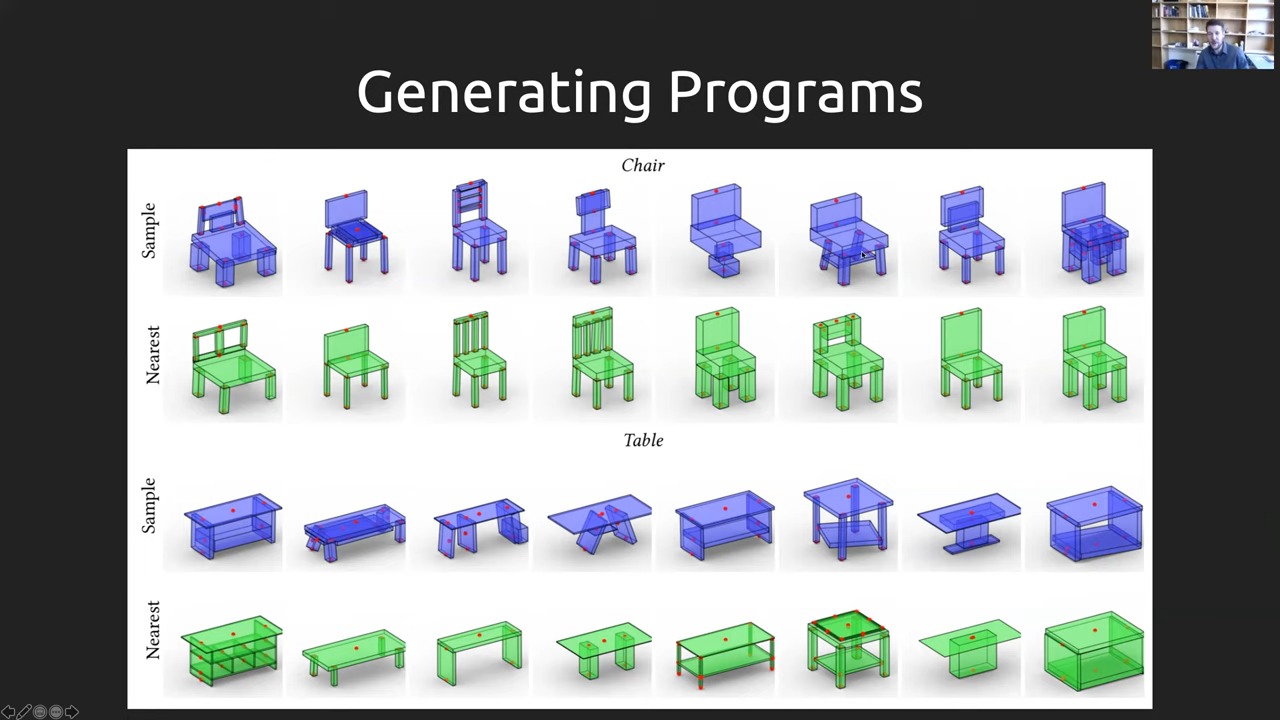 Generating Programs
Chair
Sample
Nearest
Table
Sample
Nearest